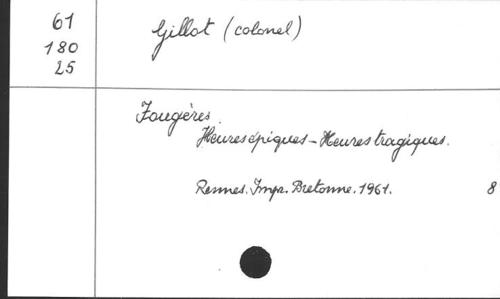 61
180
25
Gillot (colonel)
Fougères.
Heures épiques - Heures tragiques.
Rennes. Impr. Bretonne. 1961. 8